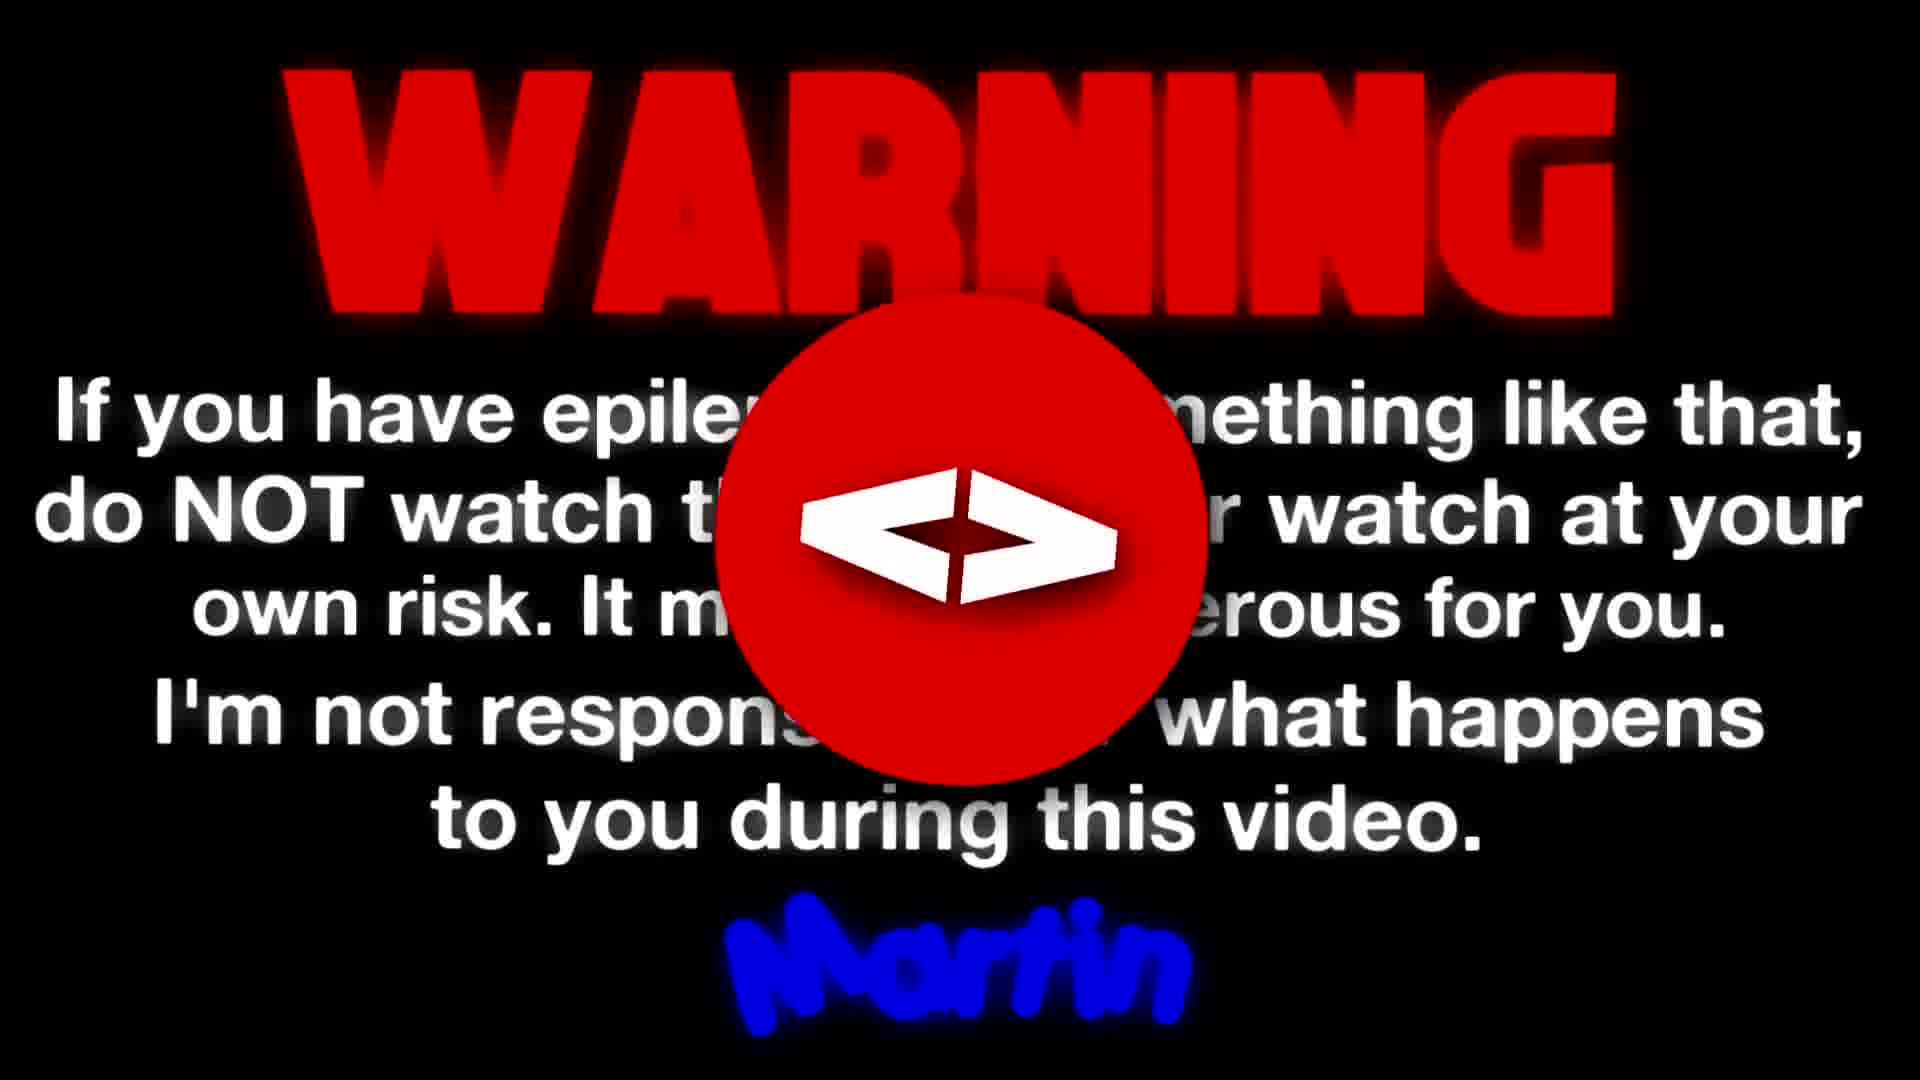 WARNING
If you have epile mething like that,
do NOT watch t r watch at your
own risk. It m erous for you.
I'm not respons what happens
to you during this video.
Martin